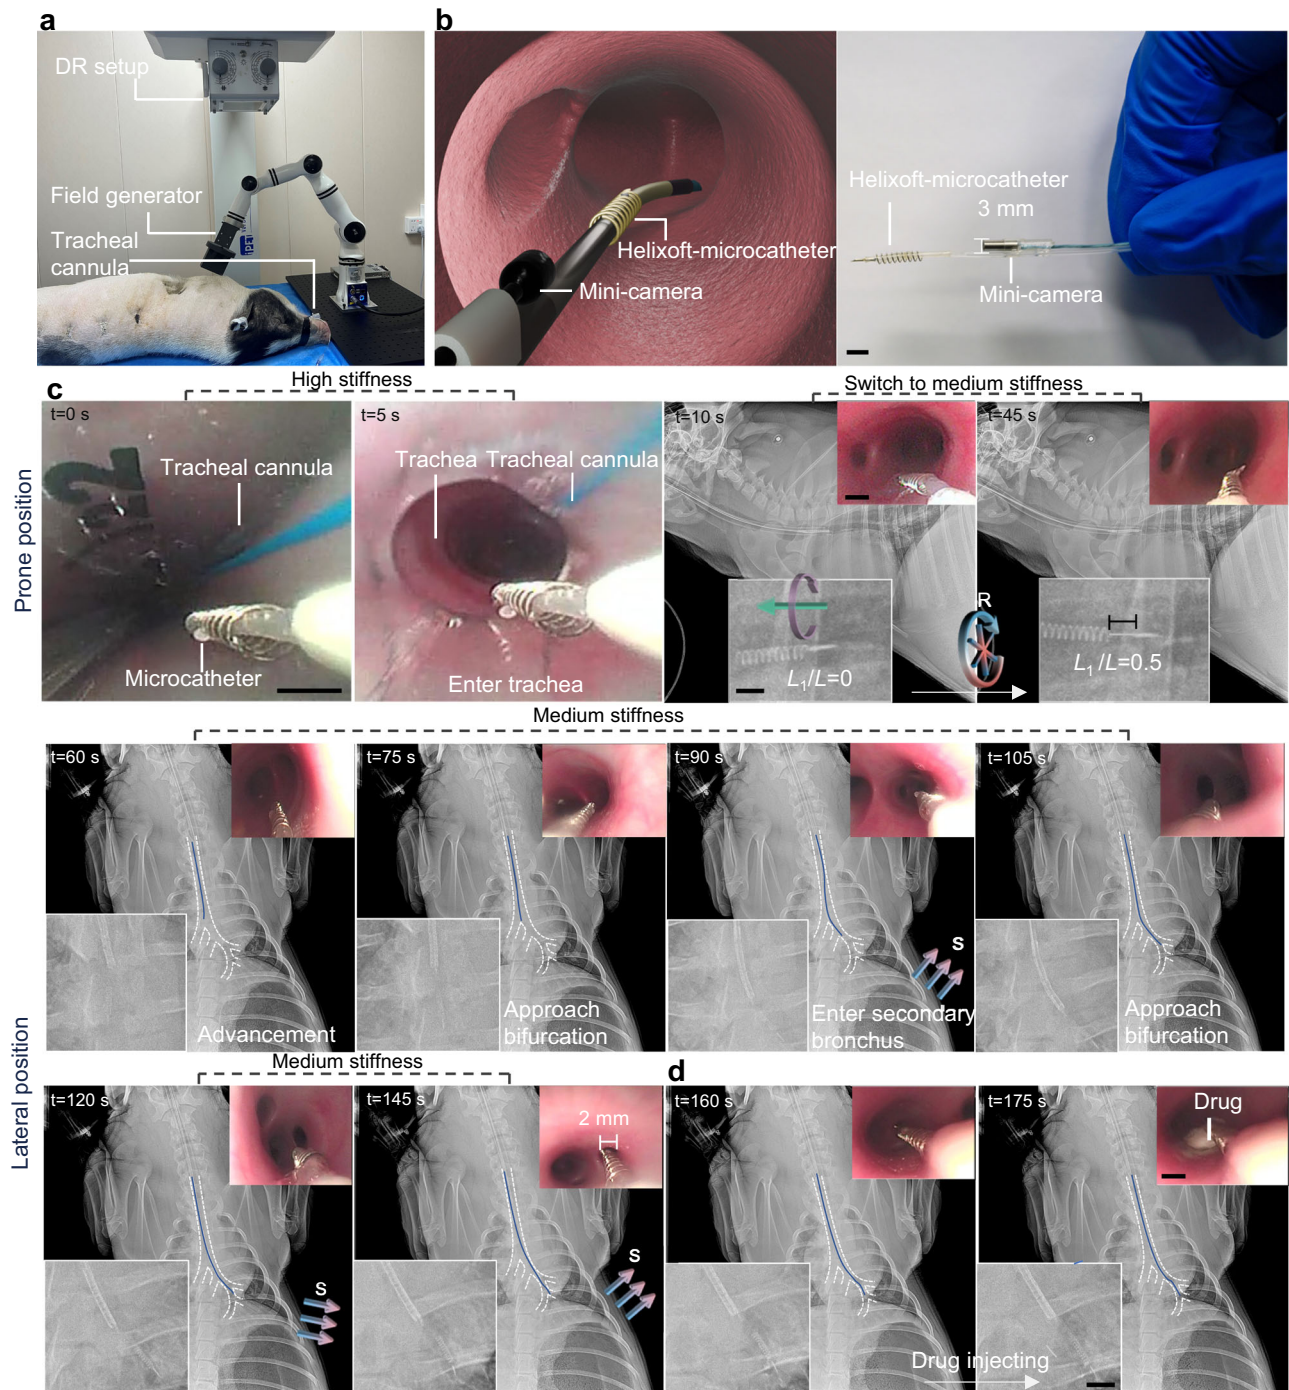 a
DR setup
Field generator
Tracheal
cannula
b
Helixoft-microcatheter
Mini-camera
Helixoft-microcatheter
3 mm
Mini-camera
c
High stiffness
Switch to medium stiffness
Prone position
t=0 s
Tracheal cannula
Microcatheter
t=5 s
Trachea
Tracheal cannula
Enter trachea
t=10 s
L1/L=0
R
t=45 s
L1/L=0.5
Medium stiffness
Lateral position
t=60 s
Advancement
t=75 s
Approach
bifurcation
t=90 s
S
Enter secondary
bronchus
t=105 s
Approach
bifurcation
Medium stiffness
t=120 s
S
t=145 s
2 mm
S
d
t=160 s
Drug injecting
t=175 s
Drug